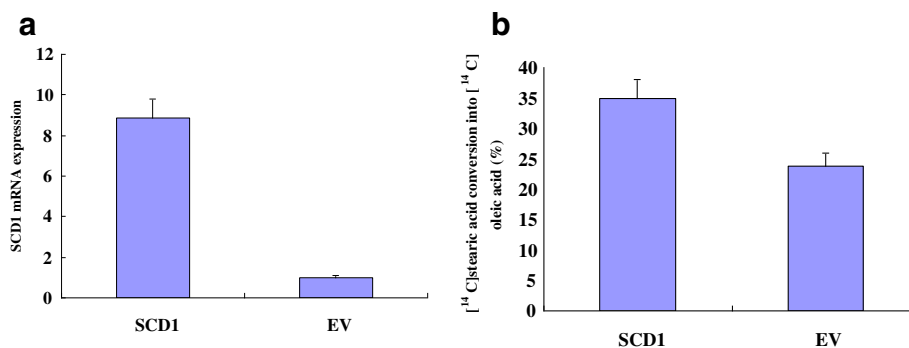 a
SCD1 mRNA expression
12
10
8
6
4
2
0
SCD1
EV
b
[ ¹⁴ C]stearic acid conversion into [ ¹⁴ C]
oleic acid (%)
40
35
30
25
20
15
10
5
0
SCD1
EV